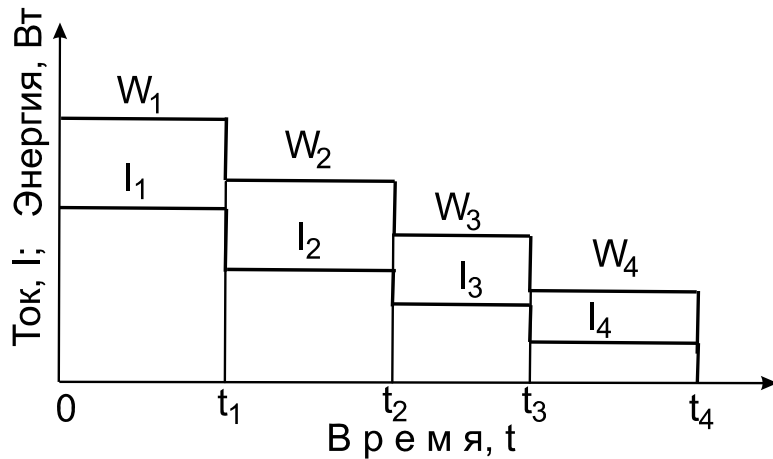 Ток, I; Энергия, Вт
W₁
W₂
W₃
W₄
I₁
I₂
I₃
I₄
0 t₁ t₂ t₃ t₄
В р е м я, t